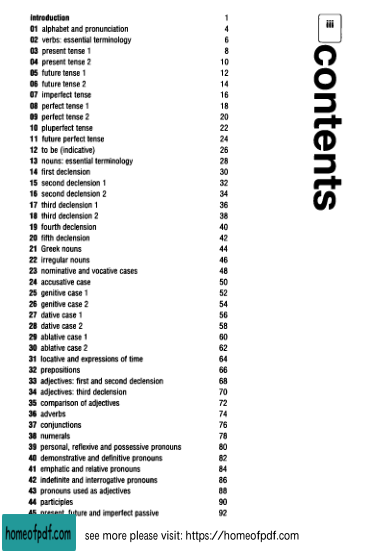 iii
contents
introduction 1
01 alphabet and pronunciation 4
02 verbs: essential terminology 6
03 present tense 1 8
04 present tense 2 10
05 future tense 1 12
06 future tense 2 14
07 imperfect tense 16
08 perfect tense 1 18
09 perfect tense 2 20
10 pluperfect tense 22
11 future perfect tense 24
12 to be (indicative) 26
13 nouns: essential terminology 28
14 first declension 30
15 second declension 1 32
16 second declension 2 34
17 third declension 1 36
18 third declension 2 38
19 fourth declension 40
20 fifth declension 42
21 Greek nouns 44
22 irregular nouns 46
23 nominative and vocative cases 48
24 accusative case 50
25 genitive case 1 52
26 genitive case 2 54
27 dative case 1 56
28 dative case 2 58
29 ablative case 1 60
30 ablative case 2 62
31 locative and expressions of time 64
32 prepositions 66
33 adjectives: first and second declension 68
34 adjectives: third declension 70
35 comparison of adjectives 72
36 adverbs 74
37 conjunctions 76
38 numerals 78
39 personal, reflexive and possessive pronouns 80
40 demonstrative and definitive pronouns 82
41 emphatic and relative pronouns 84
42 indefinite and interrogative pronouns 86
43 pronouns used as adjectives 88
44 participles 90
45 present, future and imperfect passive 92
homeofpdf.com see more please visit: https://homeofpdf.com